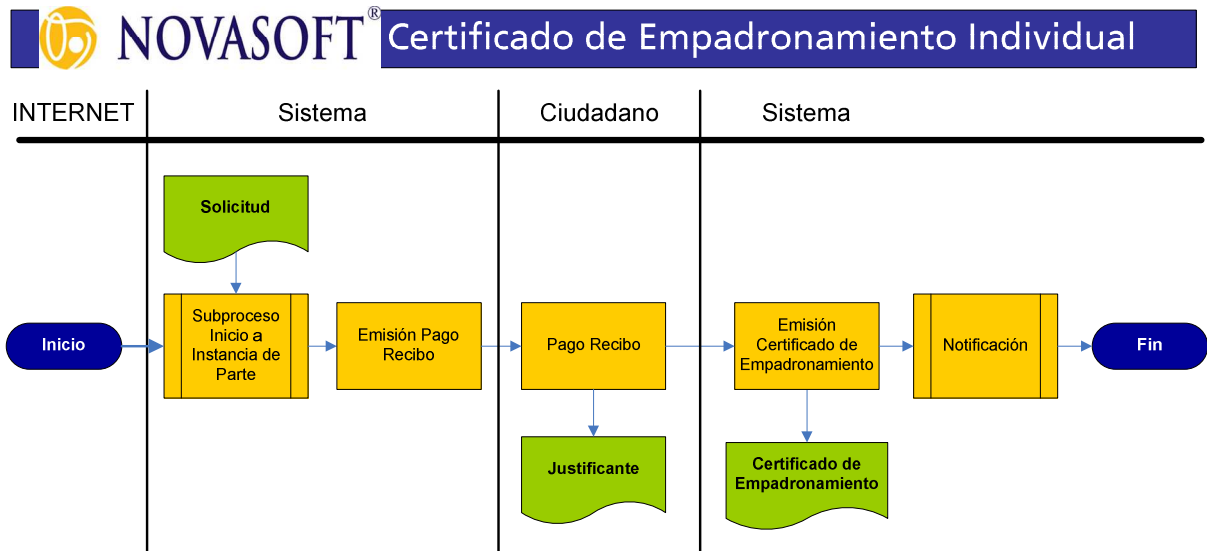 NOVASOFT®
Certificado de Empadronamiento Individual
INTERNET
Sistema
Ciudadano
Sistema
Solicitud
Inicio
Subproceso
Inicio a
Instancia de
Parte
Emisión Pago
Recibo
Pago Recibo
Emisión
Certificado de
Empadronamiento
Notificación
Fin
Justificante
Certificado de
Empadronamiento